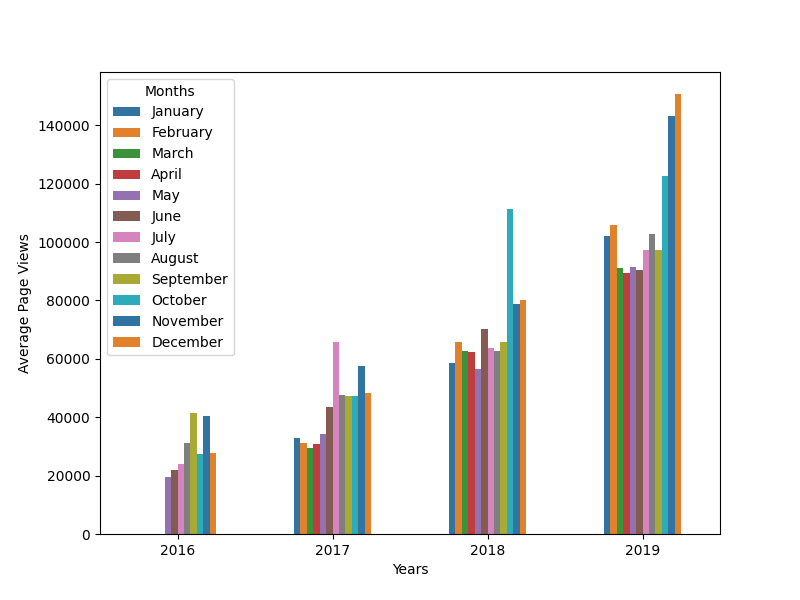 Months
January
February
March
April
May
June
July
August
September
October
November
December
140000
120000
100000
80000
60000
40000
20000
0
Average Page Views
2016 2017 2018 2019
Years